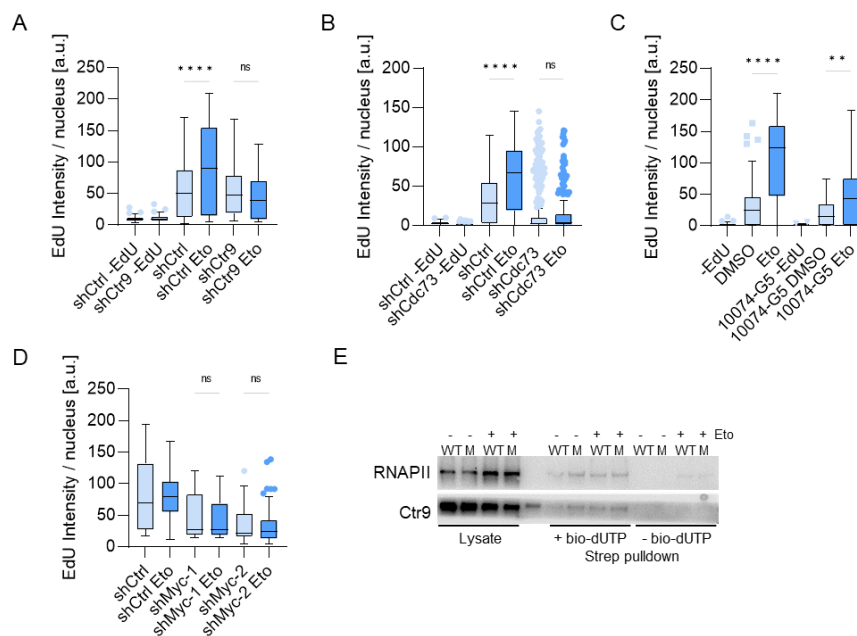 A
EdU Intensity / nucleus [a.u.]
250
200
150
100
50
0
****
ns
shCtrl -EdU
shCtr9 -EdU
shCtrl
shCtrl Eto
shCtr9
shCtr9 Eto
B
EdU Intensity / nucleus [a.u.]
250
200
150
100
50
0
****
ns
shCtrl -EdU
shCdc73 -EdU
shCtrl
shCtrl Eto
shCdc73
shCdc73 Eto
C
EdU Intensity / nucleus [a.u.]
250
200
150
100
50
0
****
**
-EdU
DMSO
Eto
10074-G5 -EdU
10074-G5 DMSO
10074-G5 Eto
D
EdU Intensity / nucleus [a.u.]
250
200
150
100
50
0
ns
ns
shCtrl
shCtrl Eto
shMyc-1
shMyc-1 Eto
shMyc-2
shMyc-2 Eto
E
- - + + - - + + - - + + Eto
WT M WT M WT M WT M WT M WT M
RNAPII
Ctr9
Lysate + bio-dUTP - bio-dUTP
Strep pulldown